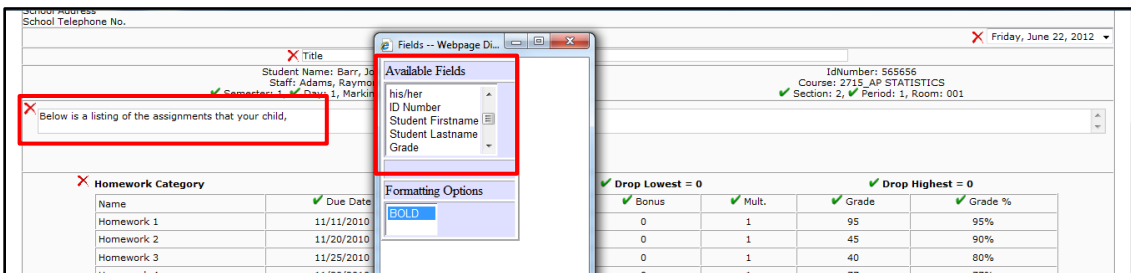 School Address
School Telephone No.
Friday, June 22, 2012
Title
Fields -- Webpage Di...
Student Name: Barr, Jo
Staff: Adams, Raymo
Semester: 1, Day: 1, Markin
IdNumber: 565656
Course: 2715_AP STATISTICS
Section: 2, Period: 1, Room: 001
Below is a listing of the assignments that your child,
Available Fields
his/her
ID Number
Student Firstname
Student Lastname
Grade
Formatting Options
BOLD
Homework Category Drop Lowest = 0 Drop Highest = 0
Name Due Date Bonus Mult. Grade Grade %
Homework 1 11/11/2010 0 1 95 95%
Homework 2 11/20/2010 0 1 45 90%
Homework 3 11/25/2010 0 1 40 80%